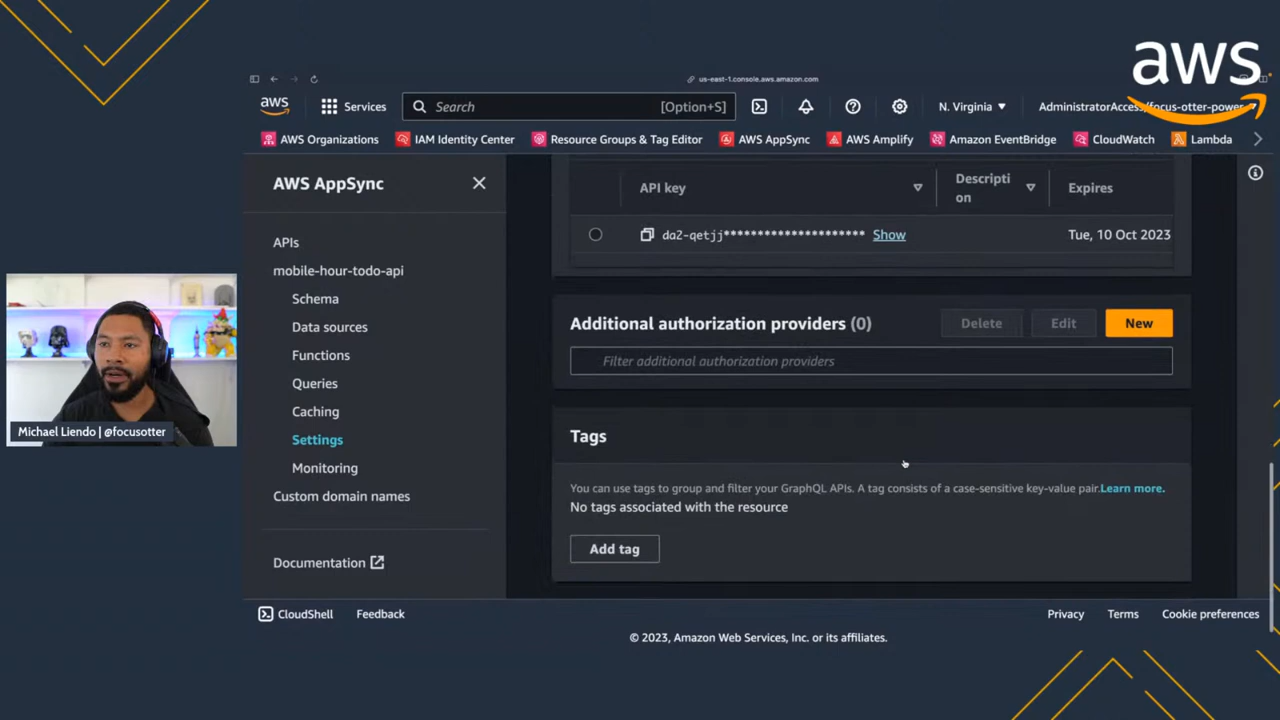 aws
us-east-1.console.aws.amazon.com
aws
Services
Search
[Option+S]
N. Virginia
AdministratorAccess/focus-otter-power
AWS Organizations
IAM Identity Center
Resource Groups & Tag Editor
AWS AppSync
AWS Amplify
Amazon EventBridge
CloudWatch
Lambda
AWS AppSync
APIs
mobile-hour-todo-api
Schema
Data sources
Functions
Queries
Caching
Settings
Monitoring
Custom domain names
Documentation
API key
Descripti
on
Expires
da2-qetjj********************* Show
Tue, 10 Oct 2023
Additional authorization providers (0)
Delete
Edit
New
Filter additional authorization providers
Tags
You can use tags to group and filter your GraphQL APIs. A tag consists of a case-sensitive key-value pair.Learn more.
No tags associated with the resource
Add tag
Michael Liendo | @focusotter
CloudShell
Feedback
Privacy
Terms
Cookie preferences
© 2023, Amazon Web Services, Inc. or its affiliates.